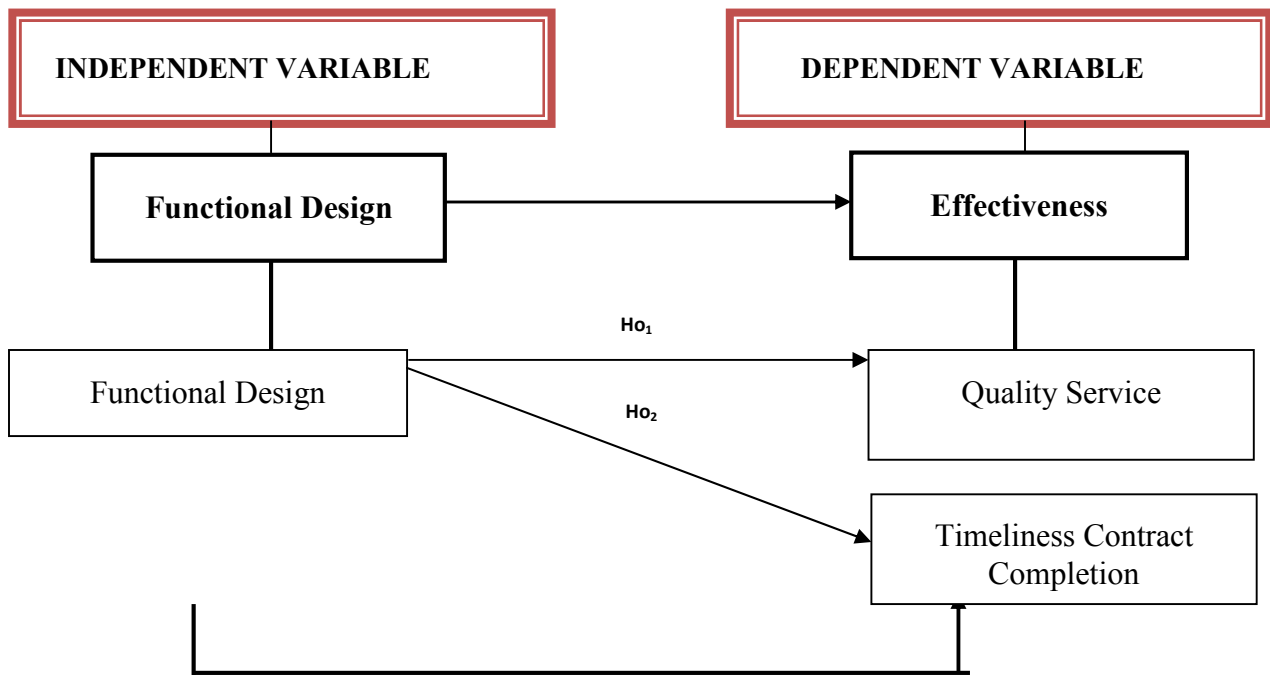 INDEPENDENT VARIABLE
DEPENDENT VARIABLE
Functional Design
Effectiveness
Ho₁
Functional Design
Quality Service
Ho₂
Timeliness Contract
Completion